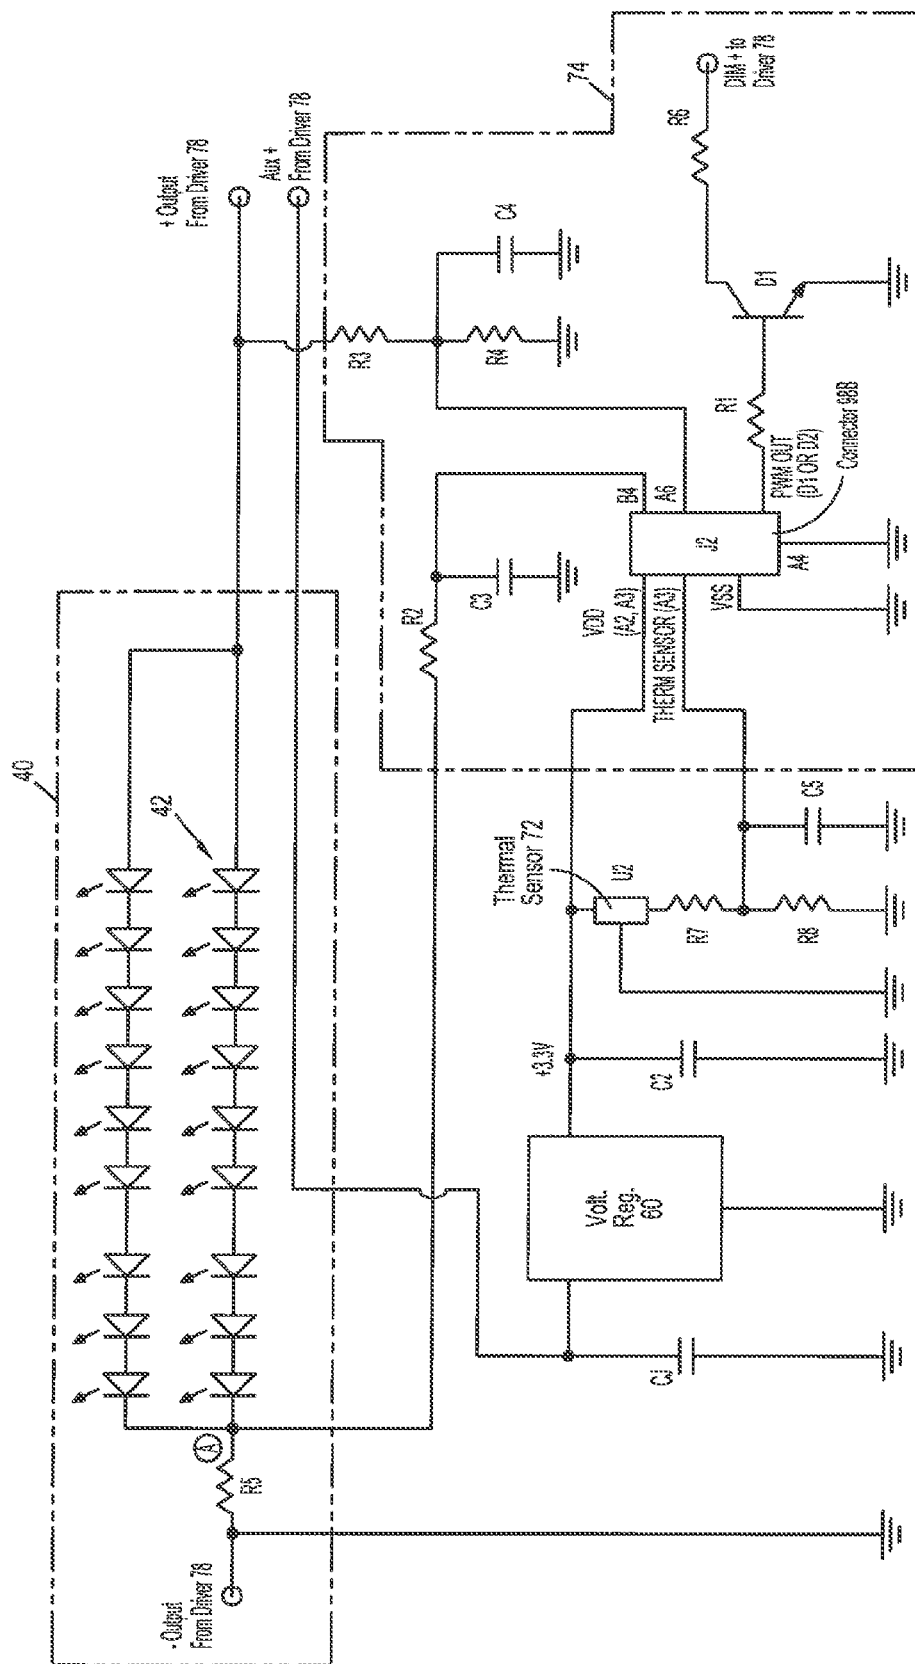 40
42
- Output
From Driver 78
A
R5
+ Output
From Driver 78
Aux +
From Driver 78
74
R3
R4
C4
R2
C3
B4
A6
J2
VDD
(A2, A3)
THERM SENSOR (A3)
VSS
A4
PWM OUT
(D1 OR D2)
Connector 98B
R1
D1
R6
DIM + to
Driver 78
Thermal
Sensor 72
U2
R7
R8
C5
+3.3V
C2
Volt.
Reg.
60